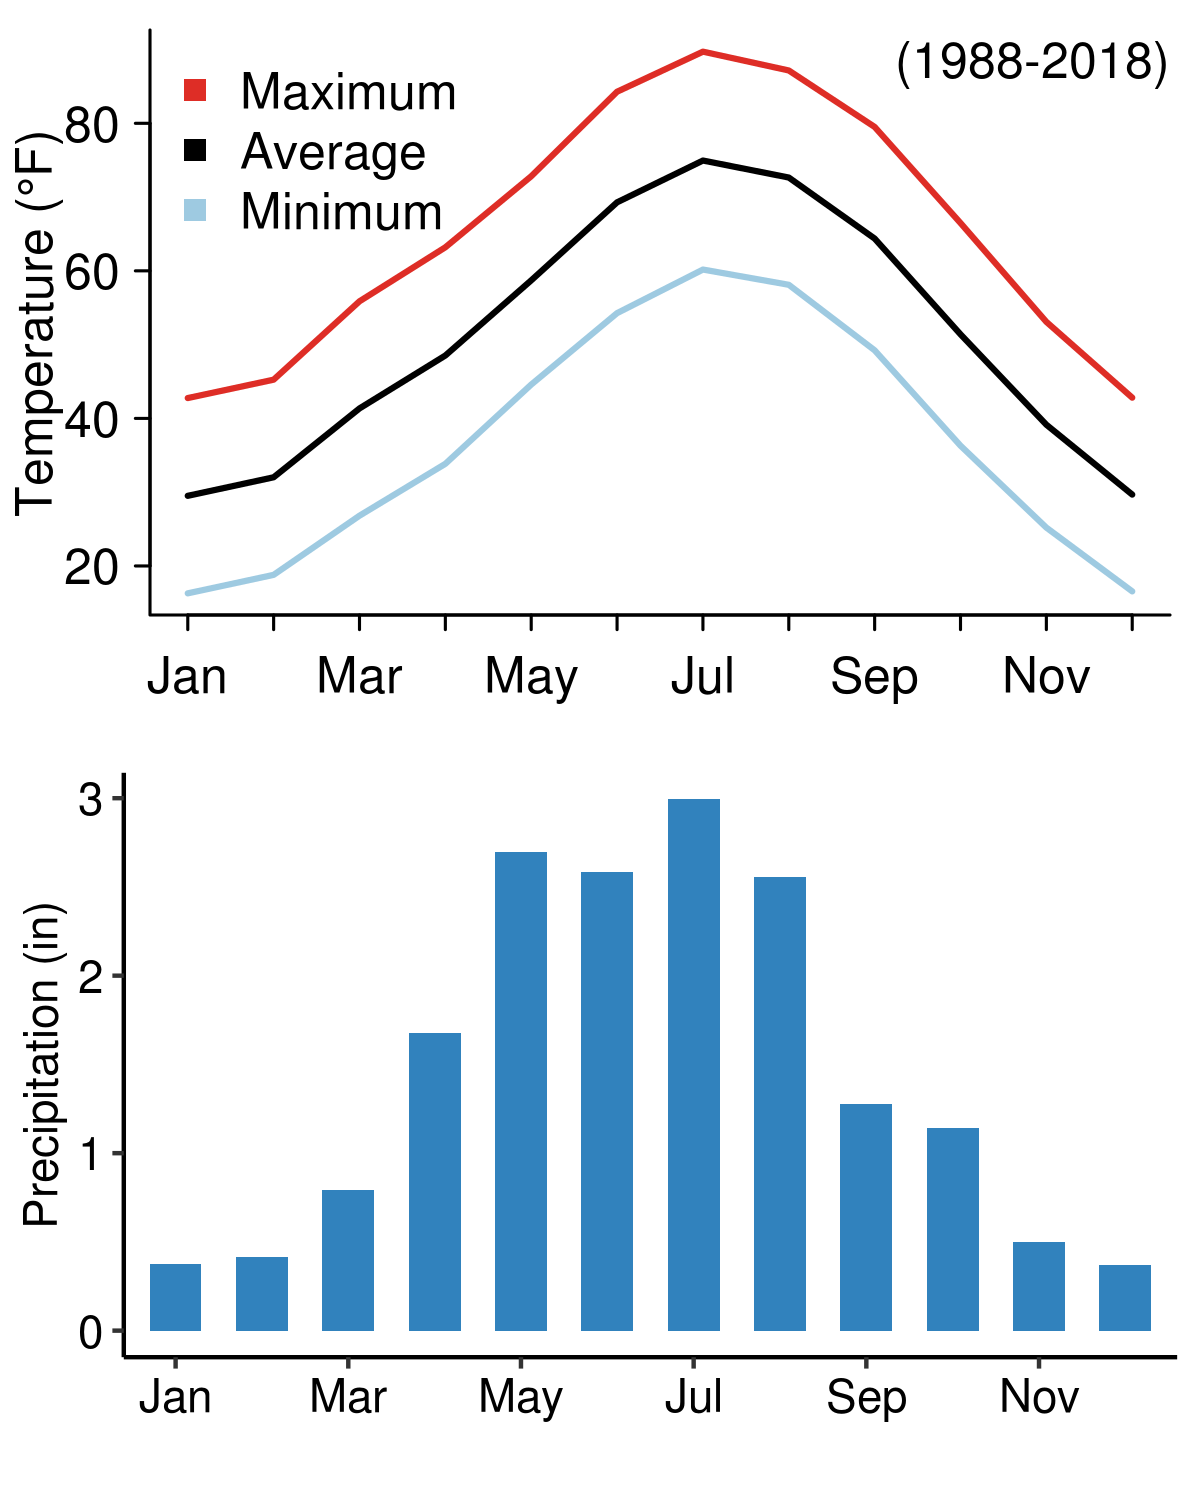 (1988-2018)
Maximum
Average
Minimum
Temperature (°F)
80
60
40
20
Jan Mar May Jul Sep Nov
Precipitation (in)
3
2
1
0
Jan Mar May Jul Sep Nov